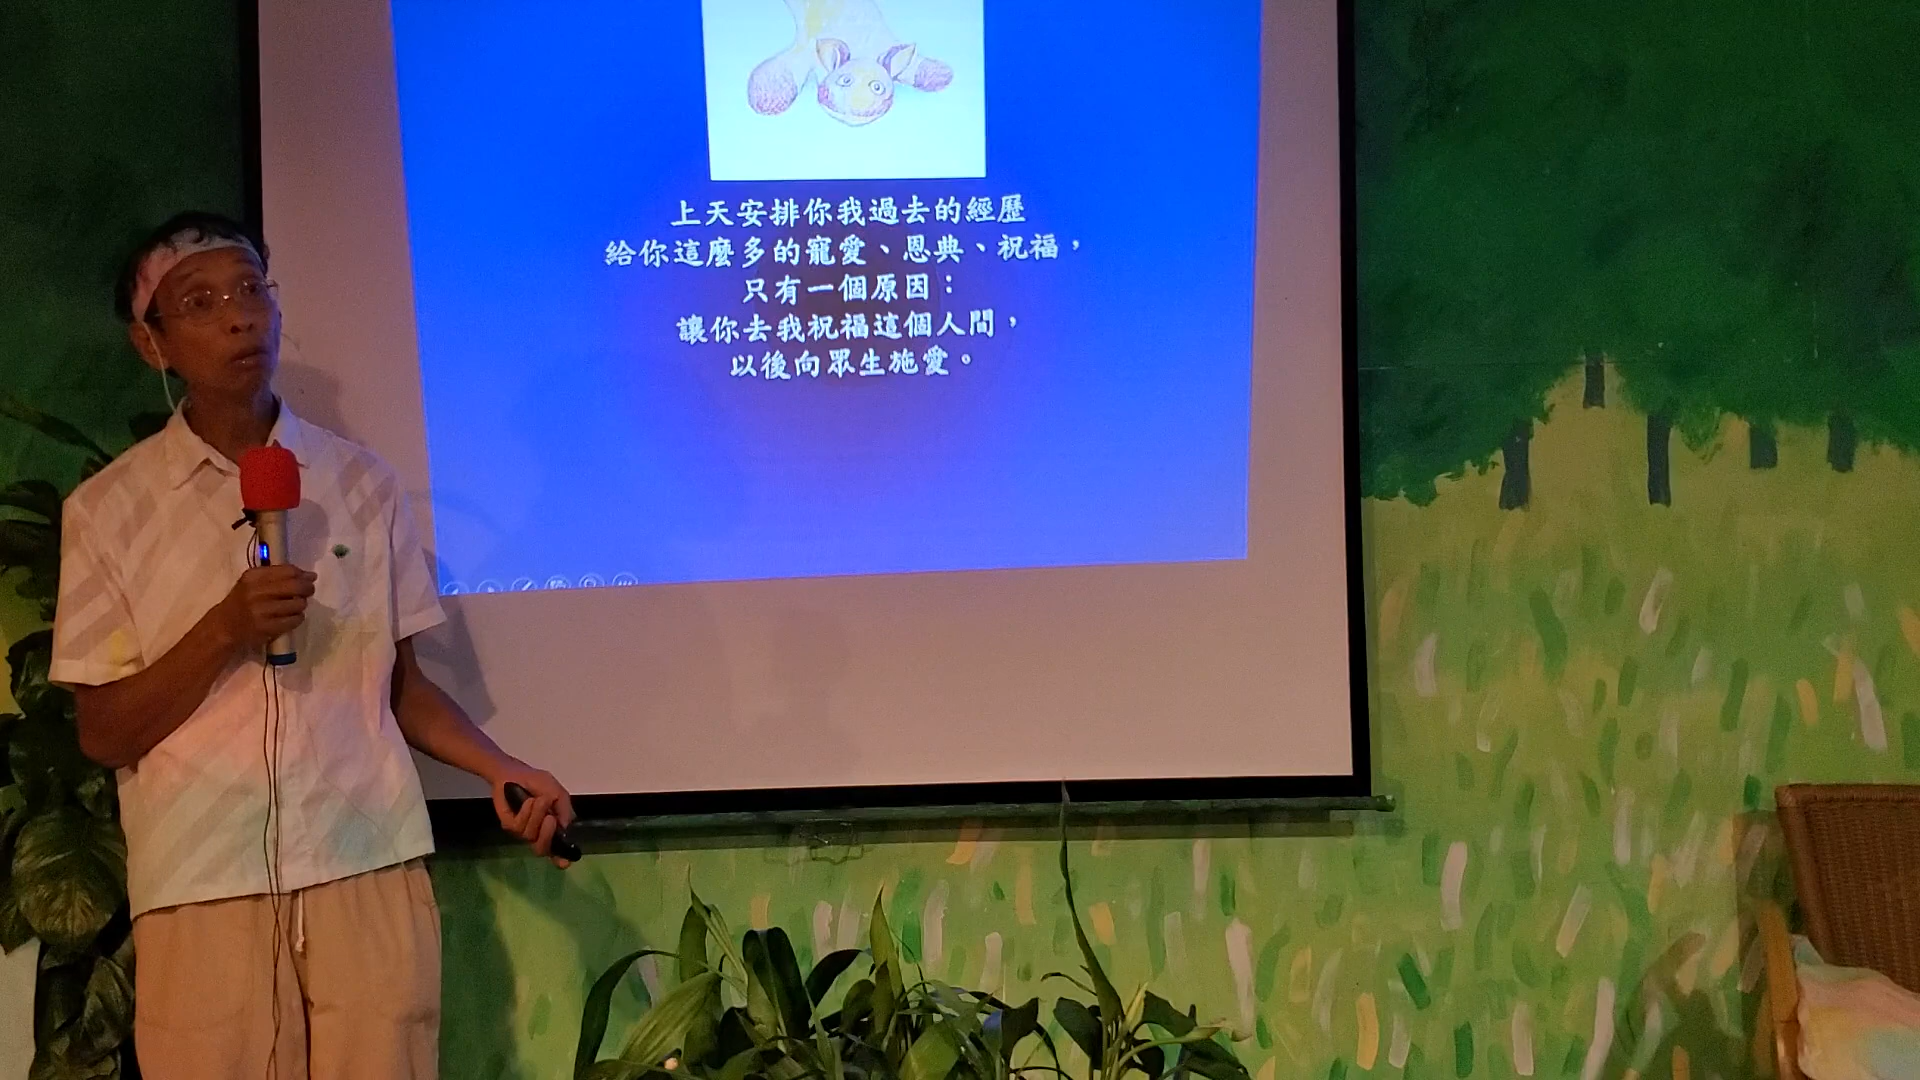 上天安排你我過去的經歷
給你這麼多的寵愛、恩典、祝福，
只有一個原因：
讓你去我祝福這個人間，
以後向眾生施愛。